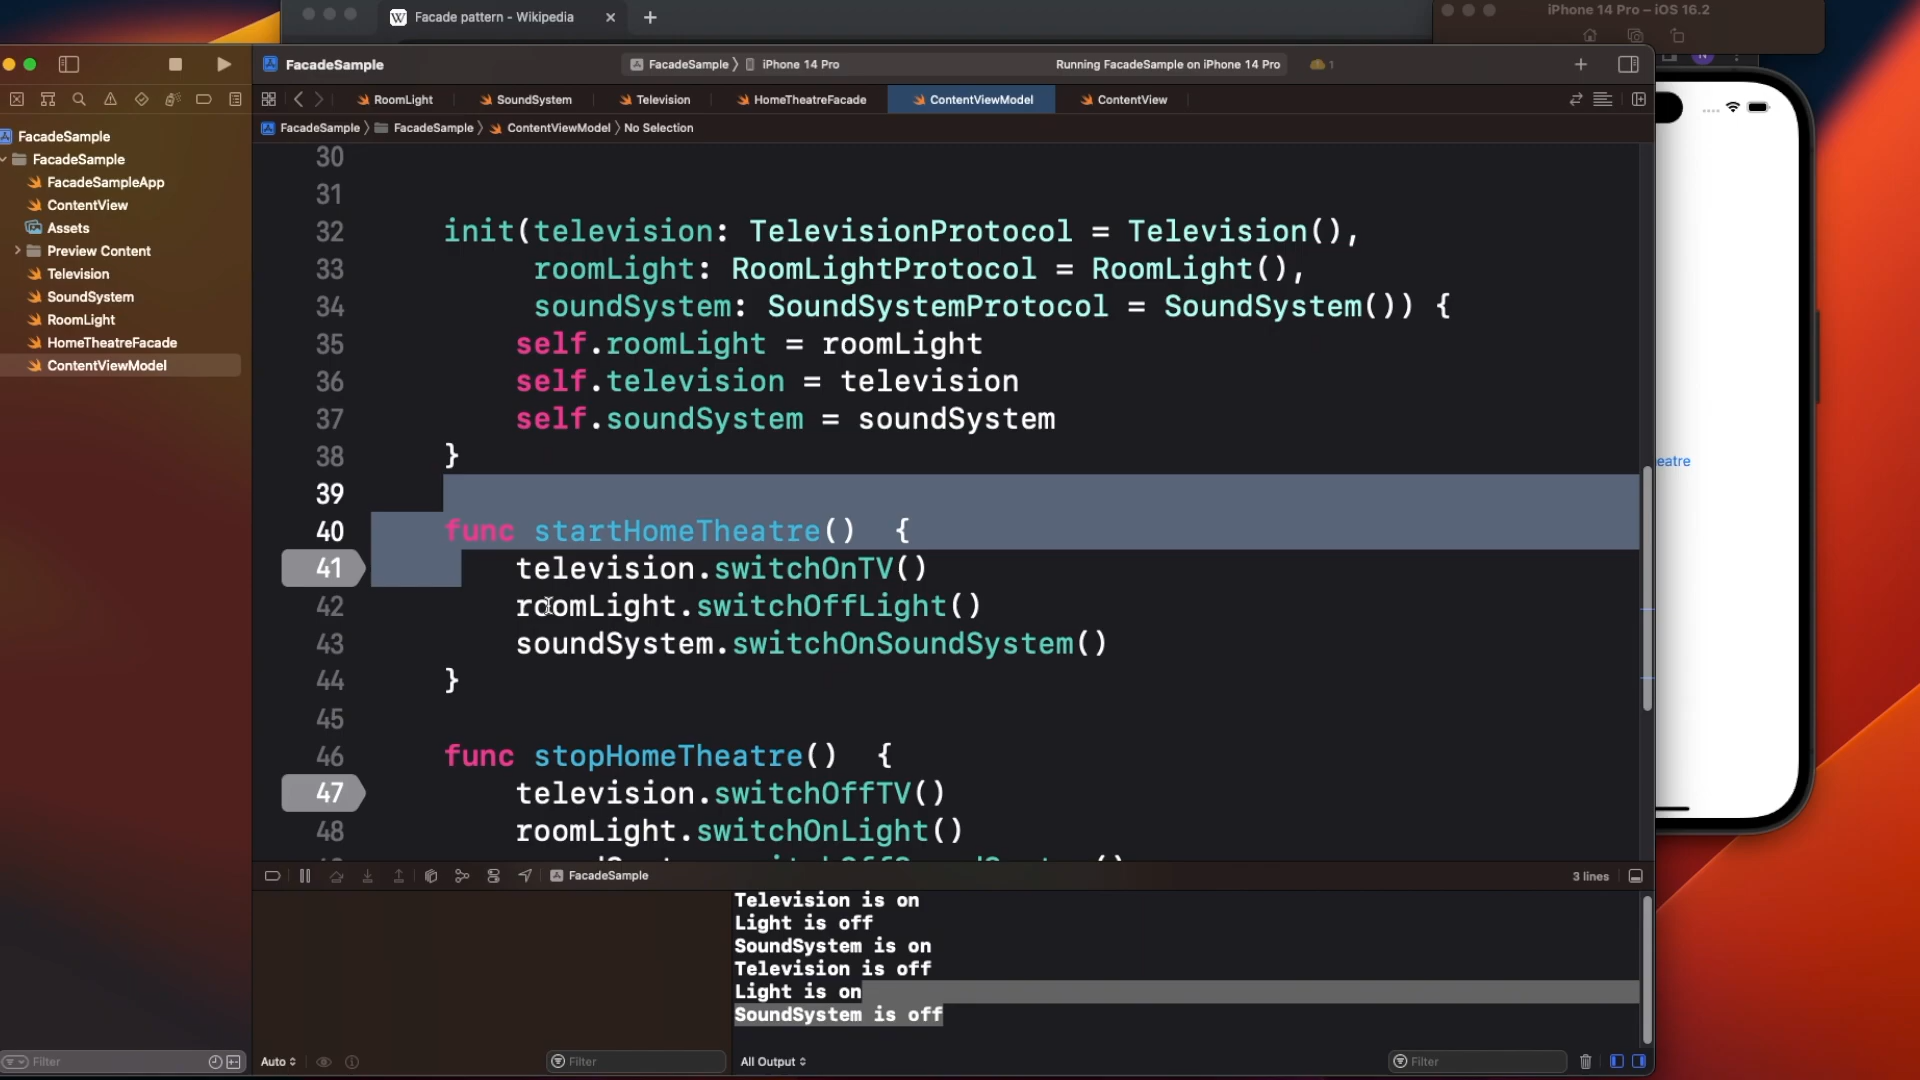 Facade pattern - Wikipedia
iPhone 14 Pro – iOS 16.2
FacadeSample
FacadeSample
iPhone 14 Pro
Running FacadeSample on iPhone 14 Pro
1
RoomLight
SoundSystem
Television
HomeTheatreFacade
ContentViewModel
ContentView
FacadeSample
FacadeSample
ContentViewModel
No Selection
FacadeSample
FacadeSample
FacadeSampleApp
ContentView
Assets
Preview Content
Television
SoundSystem
RoomLight
HomeTheatreFacade
ContentViewModel
30
31
32 init(television: TelevisionProtocol = Television(),
33 roomLight: RoomLightProtocol = RoomLight(),
34 soundSystem: SoundSystemProtocol = SoundSystem()) {
35 self.roomLight = roomLight
36 self.television = television
37 self.soundSystem = soundSystem
38 }
39
40 func startHomeTheatre() {
41 television.switchOnTV()
42 roomLight.switchOffLight()
43 soundSystem.switchOnSoundSystem()
44 }
45
46 func stopHomeTheatre() {
47 television.switchOffTV()
48 roomLight.switchOnLight()
eatre
FacadeSample
3 lines
Television is on
Light is off
SoundSystem is on
Television is off
Light is on
SoundSystem is off
Filter
Auto
Filter
All Output
Filter